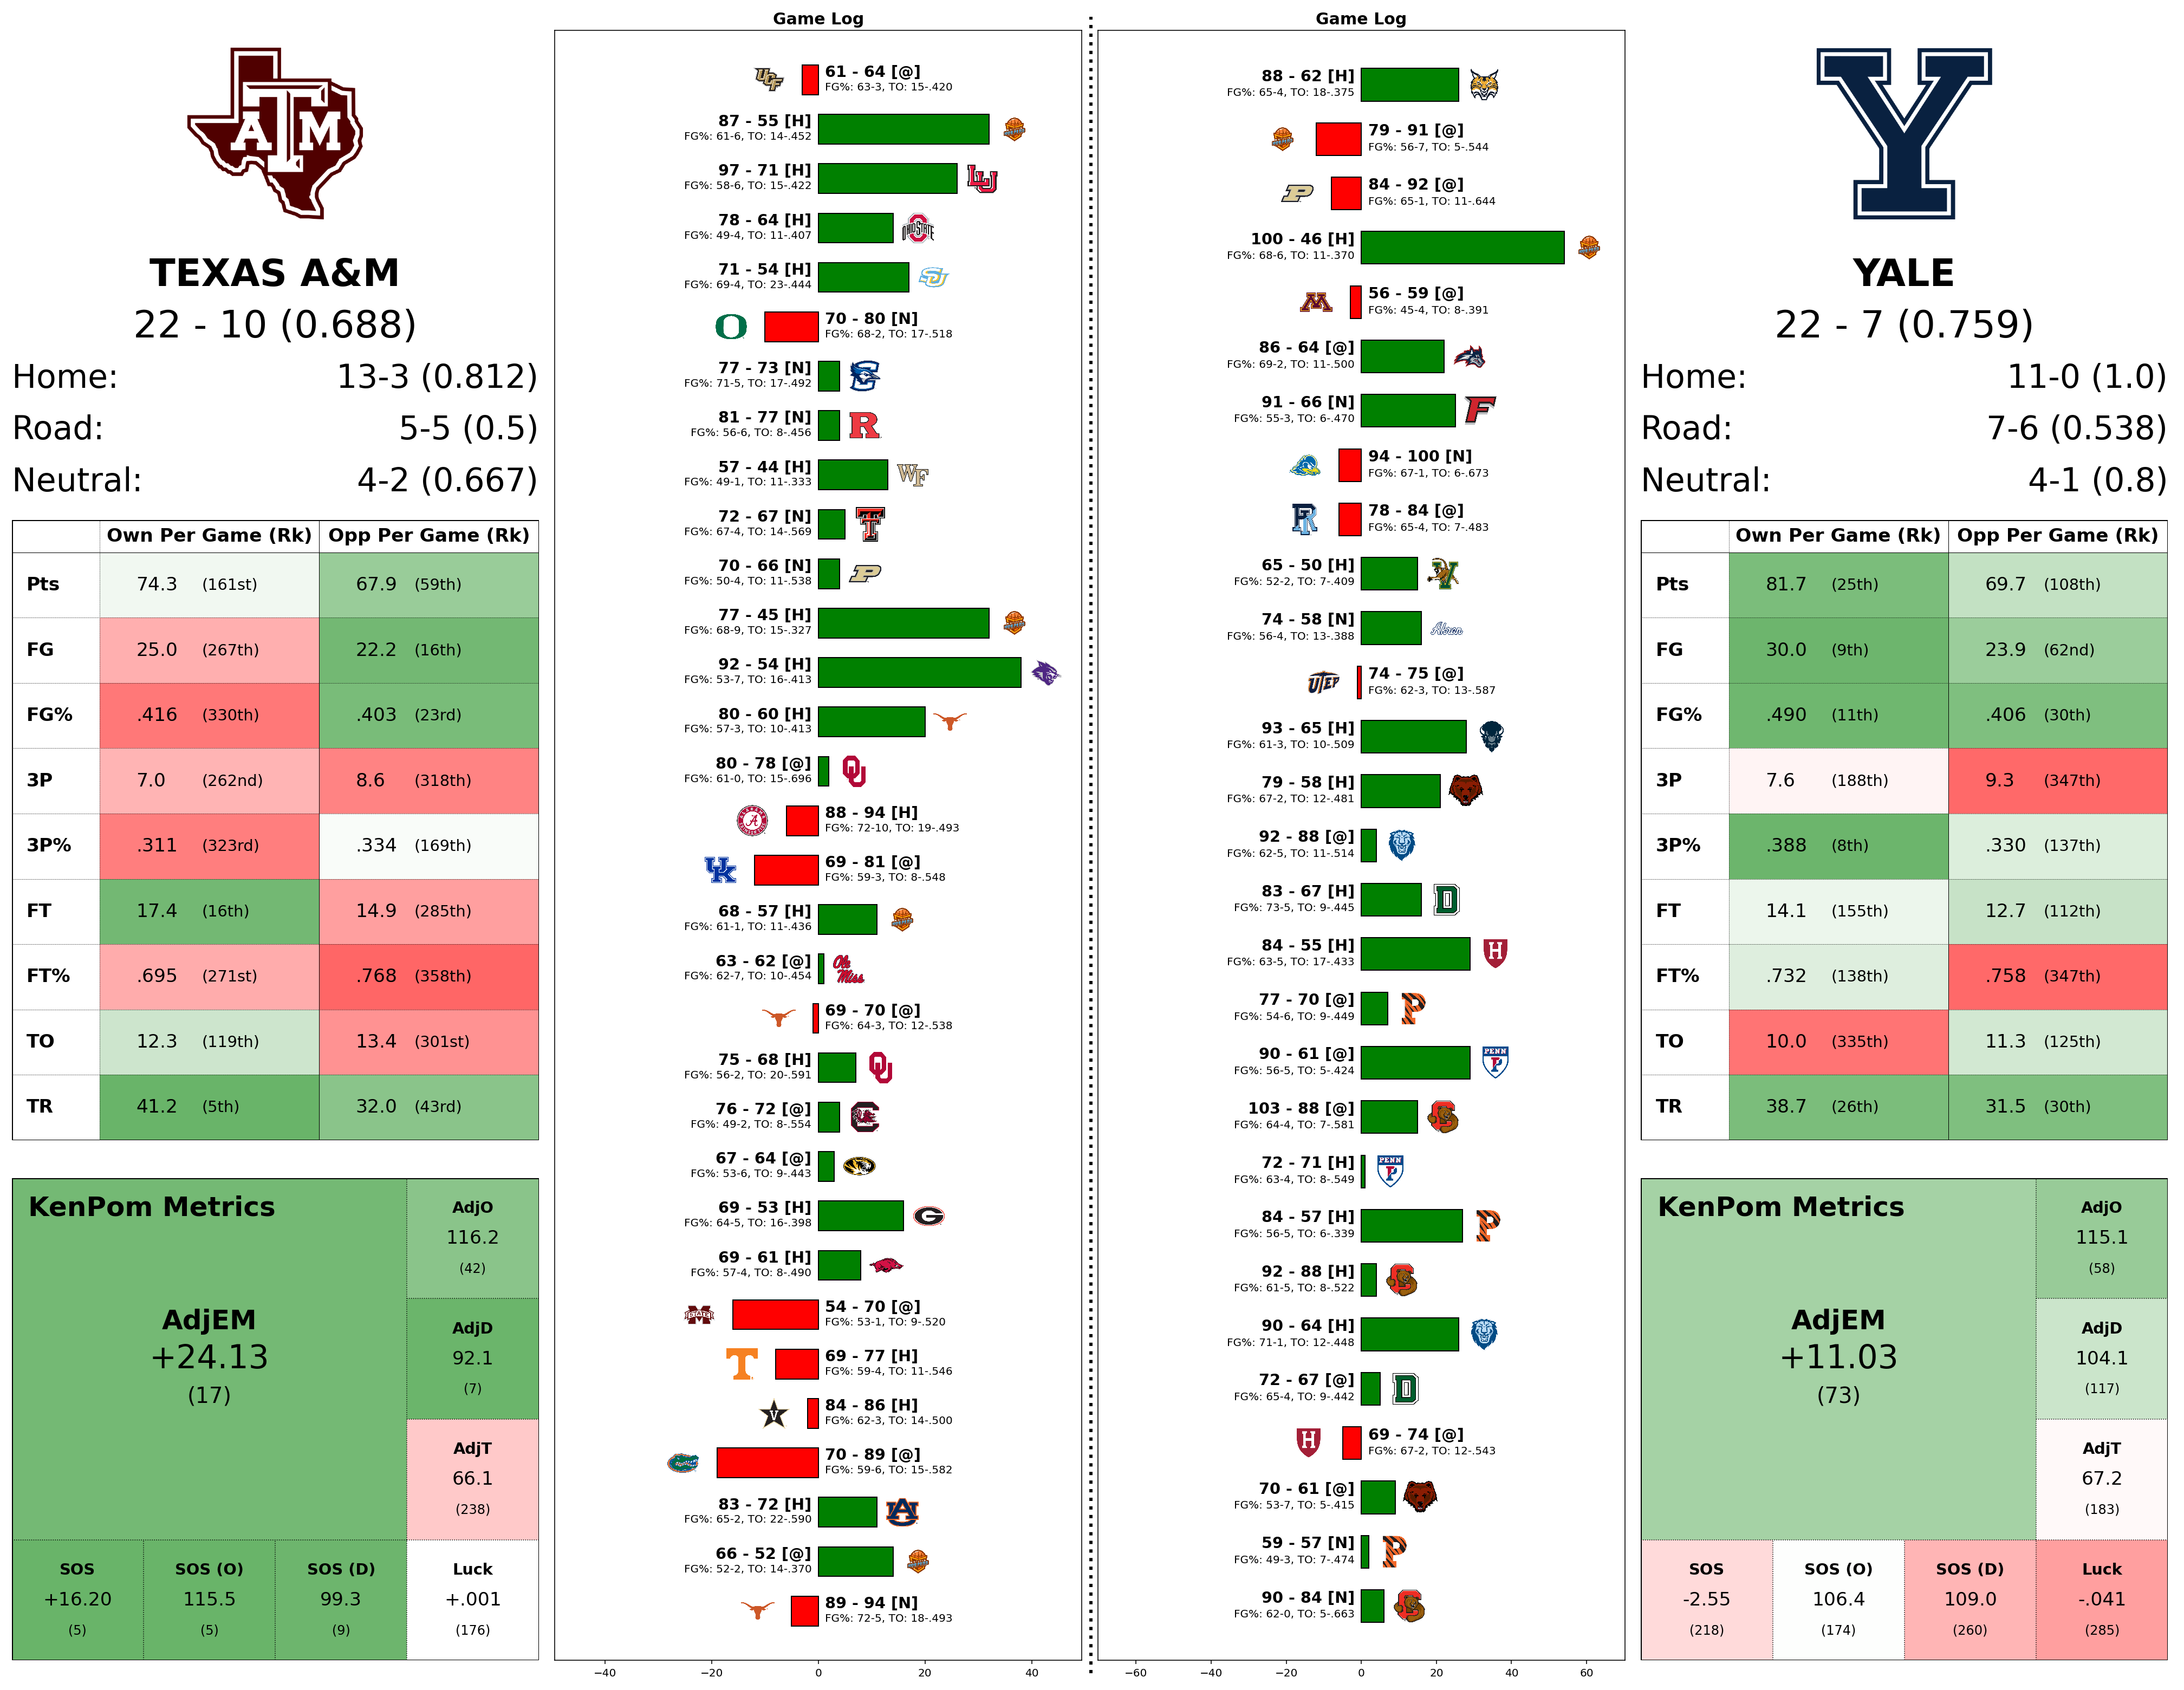 TEXAS A&M
22 - 10 (0.688)
Home: 13-3 (0.812)
Road: 5-5 (0.5)
Neutral: 4-2 (0.667)
Own Per Game (Rk) Opp Per Game (Rk)
Pts 74.3 (161st) 67.9 (59th)
FG 25.0 (267th) 22.2 (16th)
FG% .416 (330th) .403 (23rd)
3P 7.0 (262nd) 8.6 (318th)
3P% .311 (323rd) .334 (169th)
FT 17.4 (16th) 14.9 (285th)
FT% .695 (271st) .768 (358th)
TO 12.3 (119th) 13.4 (301st)
TR 41.2 (5th) 32.0 (43rd)
KenPom Metrics
AdjEM
+24.13
(17)
AdjO
116.2
(42)
AdjD
92.1
(7)
AdjT
66.1
(238)
SOS
+16.20
(5)
SOS (O)
115.5
(5)
SOS (D)
99.3
(9)
Luck
+.001
(176)
Game Log
61 - 64 [@]
FG%: 63-3, TO: 15-.420
87 - 55 [H]
FG%: 61-6, TO: 14-.452
97 - 71 [H]
FG%: 58-6, TO: 15-.422
78 - 64 [H]
FG%: 49-4, TO: 11-.407
71 - 54 [H]
FG%: 69-4, TO: 23-.444
70 - 80 [N]
FG%: 68-2, TO: 17-.518
77 - 73 [N]
FG%: 71-5, TO: 17-.492
81 - 77 [N]
FG%: 56-6, TO: 8-.456
57 - 44 [H]
FG%: 49-1, TO: 11-.333
72 - 67 [N]
FG%: 67-4, TO: 14-.569
70 - 66 [N]
FG%: 50-4, TO: 11-.538
77 - 45 [H]
FG%: 68-9, TO: 15-.327
92 - 54 [H]
FG%: 53-7, TO: 16-.413
80 - 60 [H]
FG%: 57-3, TO: 10-.413
80 - 78 [@]
FG%: 61-0, TO: 15-.696
88 - 94 [H]
FG%: 72-10, TO: 19-.493
69 - 81 [@]
FG%: 59-3, TO: 8-.548
68 - 57 [H]
FG%: 61-1, TO: 11-.436
63 - 62 [@]
FG%: 62-7, TO: 10-.454
69 - 70 [@]
FG%: 64-3, TO: 12-.538
75 - 68 [H]
FG%: 56-2, TO: 20-.591
76 - 72 [@]
FG%: 49-2, TO: 8-.554
67 - 64 [@]
FG%: 53-6, TO: 9-.443
69 - 53 [H]
FG%: 64-5, TO: 16-.398
69 - 61 [H]
FG%: 57-4, TO: 8-.490
54 - 70 [@]
FG%: 53-1, TO: 9-.520
69 - 77 [H]
FG%: 59-4, TO: 11-.546
84 - 86 [H]
FG%: 62-3, TO: 14-.500
70 - 89 [@]
FG%: 59-6, TO: 15-.582
83 - 72 [H]
FG%: 65-2, TO: 22-.590
66 - 52 [@]
FG%: 52-2, TO: 14-.370
89 - 94 [N]
FG%: 72-5, TO: 18-.493
−40 −20 0 20 40
Game Log
88 - 62 [H]
FG%: 65-4, TO: 18-.375
79 - 91 [@]
FG%: 56-7, TO: 5-.544
84 - 92 [@]
FG%: 65-1, TO: 11-.644
100 - 46 [H]
FG%: 68-6, TO: 11-.370
56 - 59 [@]
FG%: 45-4, TO: 8-.391
86 - 64 [@]
FG%: 69-2, TO: 11-.500
91 - 66 [N]
FG%: 55-3, TO: 6-.470
94 - 100 [N]
FG%: 67-1, TO: 6-.673
78 - 84 [@]
FG%: 65-4, TO: 7-.483
65 - 50 [H]
FG%: 52-2, TO: 7-.409
74 - 58 [N]
FG%: 56-4, TO: 13-.388
74 - 75 [@]
FG%: 62-3, TO: 13-.587
93 - 65 [H]
FG%: 61-3, TO: 10-.509
79 - 58 [H]
FG%: 67-2, TO: 12-.481
92 - 88 [@]
FG%: 62-5, TO: 11-.514
83 - 67 [H]
FG%: 73-5, TO: 9-.445
84 - 55 [H]
FG%: 63-5, TO: 17-.433
77 - 70 [@]
FG%: 54-6, TO: 9-.449
90 - 61 [@]
FG%: 56-5, TO: 5-.424
103 - 88 [@]
FG%: 64-4, TO: 7-.581
72 - 71 [H]
FG%: 63-4, TO: 8-.549
84 - 57 [H]
FG%: 56-5, TO: 6-.339
92 - 88 [H]
FG%: 61-5, TO: 8-.522
90 - 64 [H]
FG%: 71-1, TO: 12-.448
72 - 67 [@]
FG%: 65-4, TO: 9-.442
69 - 74 [@]
FG%: 67-2, TO: 12-.543
70 - 61 [@]
FG%: 53-7, TO: 5-.415
59 - 57 [N]
FG%: 49-3, TO: 7-.474
90 - 84 [N]
FG%: 62-0, TO: 5-.663
−60 −40 −20 0 20 40 60
YALE
22 - 7 (0.759)
Home: 11-0 (1.0)
Road: 7-6 (0.538)
Neutral: 4-1 (0.8)
Own Per Game (Rk) Opp Per Game (Rk)
Pts 81.7 (25th) 69.7 (108th)
FG 30.0 (9th) 23.9 (62nd)
FG% .490 (11th) .406 (30th)
3P 7.6 (188th) 9.3 (347th)
3P% .388 (8th) .330 (137th)
FT 14.1 (155th) 12.7 (112th)
FT% .732 (138th) .758 (347th)
TO 10.0 (335th) 11.3 (125th)
TR 38.7 (26th) 31.5 (30th)
KenPom Metrics
AdjEM
+11.03
(73)
AdjO
115.1
(58)
AdjD
104.1
(117)
AdjT
67.2
(183)
SOS
-2.55
(218)
SOS (O)
106.4
(174)
SOS (D)
109.0
(260)
Luck
-.041
(285)